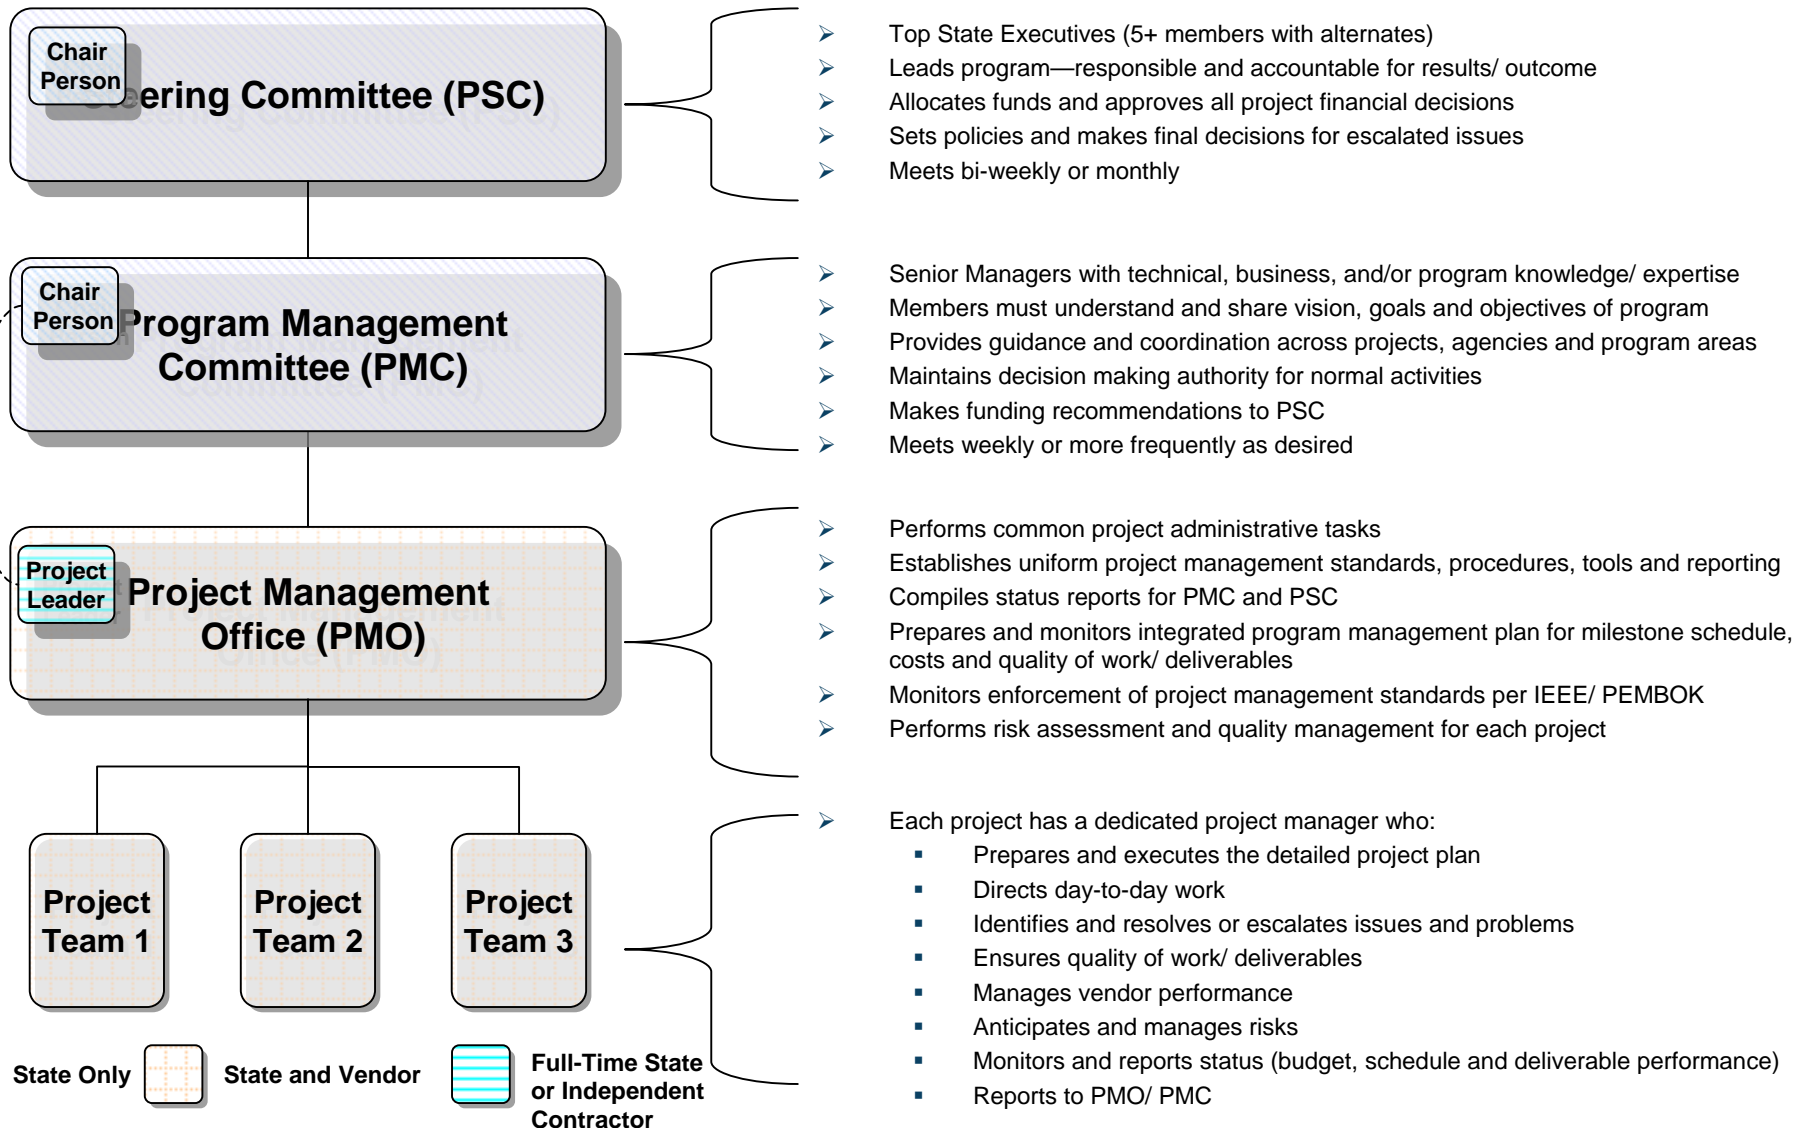 Chair
Person
Steering Committee (PSC)
Top State Executives (5+ members with alternates)
Leads program—responsible and accountable for results/ outcome
Allocates funds and approves all project financial decisions
Sets policies and makes final decisions for escalated issues
Meets bi-weekly or monthly
Chair
Person
Program Management
Committee (PMC)
Senior Managers with technical, business, and/or program knowledge/ expertise
Members must understand and share vision, goals and objectives of program
Provides guidance and coordination across projects, agencies and program areas
Maintains decision making authority for normal activities
Makes funding recommendations to PSC
Meets weekly or more frequently as desired
Project
Leader
Project Management
Office (PMO)
Performs common project administrative tasks
Establishes uniform project management standards, procedures, tools and reporting
Compiles status reports for PMC and PSC
Prepares and monitors integrated program management plan for milestone schedule,
costs and quality of work/ deliverables
Monitors enforcement of project management standards per IEEE/ PEMBOK
Performs risk assessment and quality management for each project
Project
Team 1
Project
Team 2
Project
Team 3
Each project has a dedicated project manager who:
Prepares and executes the detailed project plan
Directs day-to-day work
Identifies and resolves or escalates issues and problems
Ensures quality of work/ deliverables
Manages vendor performance
Anticipates and manages risks
Monitors and reports status (budget, schedule and deliverable performance)
Reports to PMO/ PMC
State Only
State and Vendor
Full-Time State
or Independent
Contractor